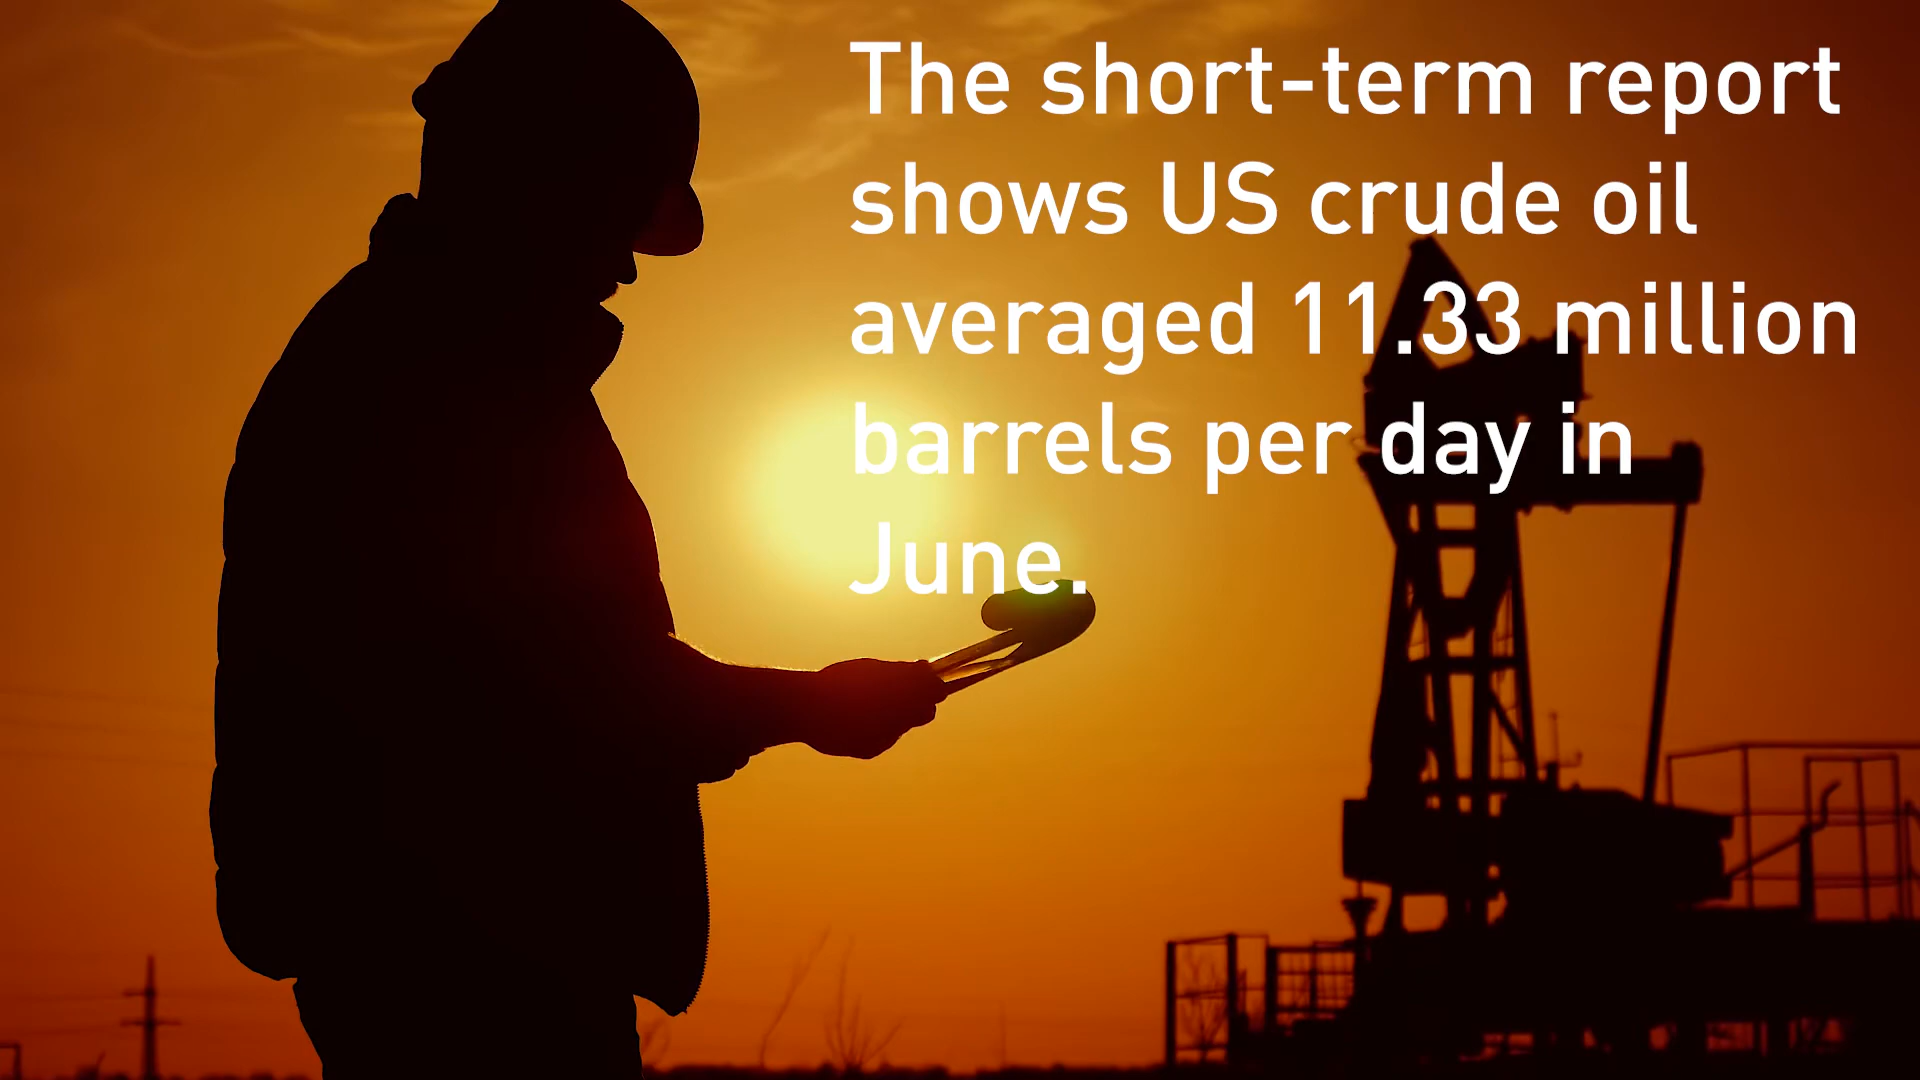 The short-term report
shows US crude oil
averaged 11.33 million
barrels per day in
June.